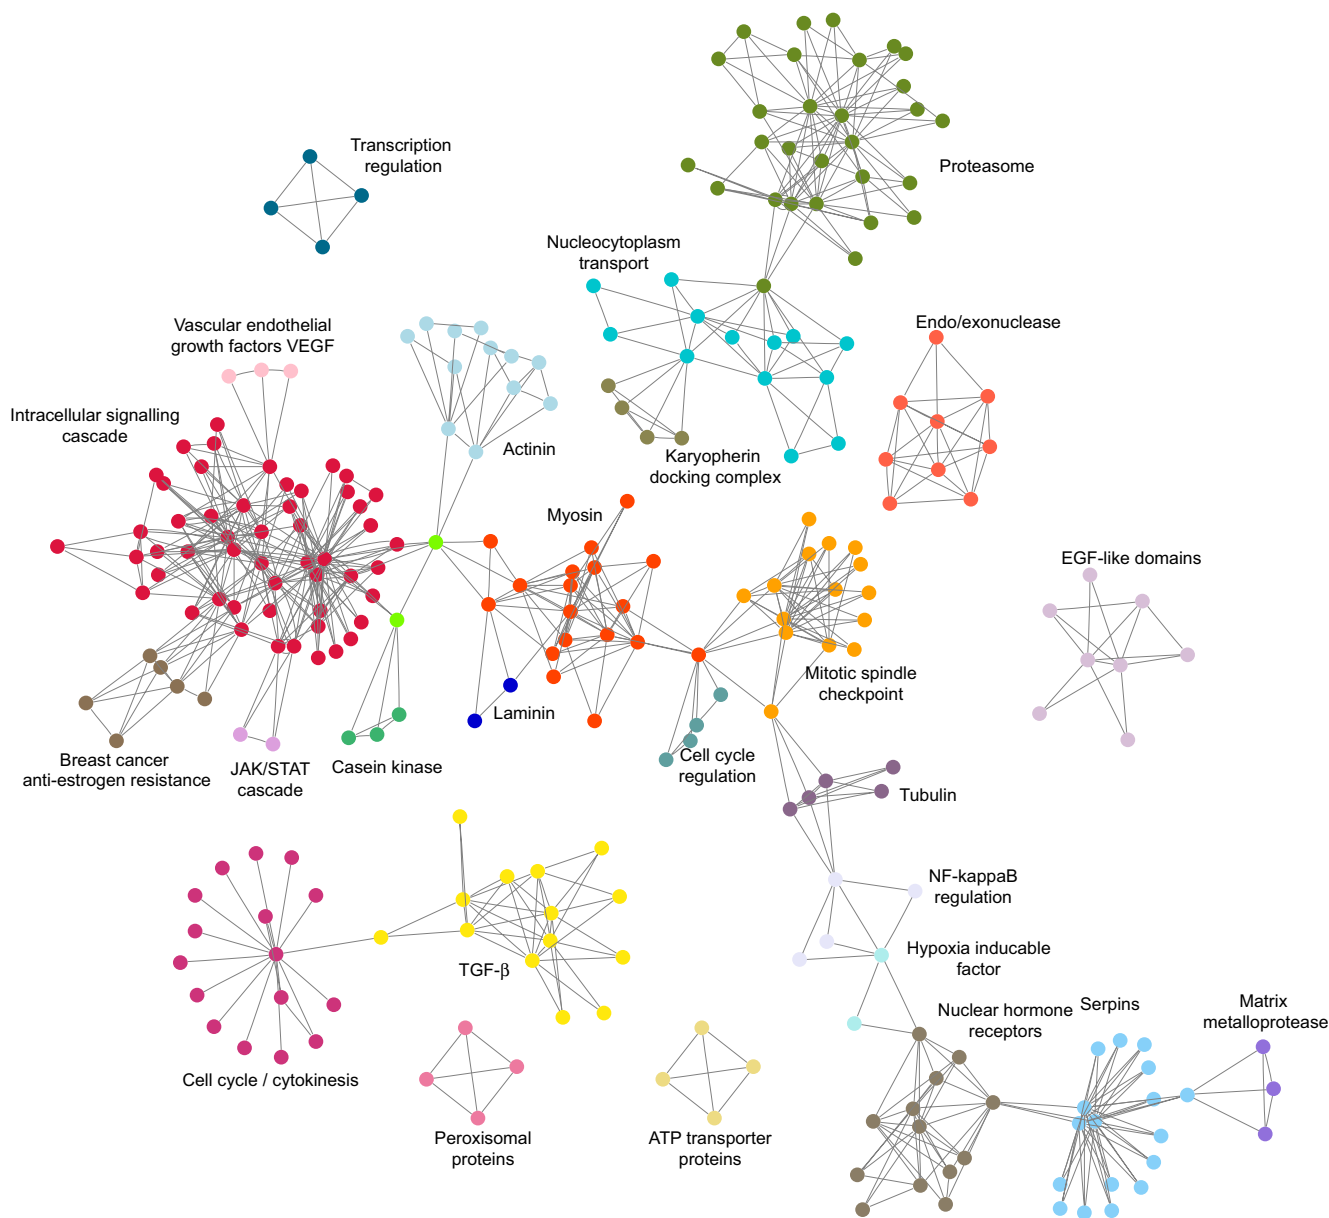 Transcription
regulation
Proteasome
Nucleocytoplasm
transport
Vascular endothelial
growth factors VEGF
Endo/exonuclease
Intracellular signalling
cascade
Actinin
Karyopherin
docking complex
Myosin
EGF-like domains
Mitotic spindle
checkpoint
Laminin
Breast cancer
anti-estrogen resistance
JAK/STAT
cascade
Casein kinase
Cell cycle
regulation
Tubulin
NF-kappaB
regulation
TGF-β
Hypoxia inducable
factor
Nuclear hormone
receptors
Serpins
Matrix
metalloprotease
Cell cycle / cytokinesis
Peroxisomal
proteins
ATP transporter
proteins